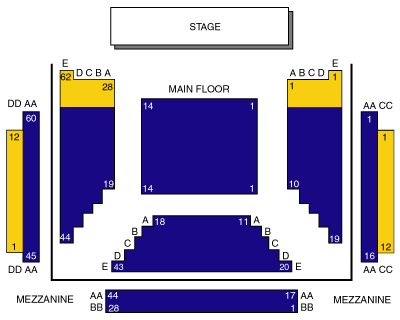 STAGE
E
D C B A
A B C D
E
62
28
1
1
MAIN FLOOR
DD AA
AA CC
14 1
60
1
12
1
14 1
19
10
44
19
A 18 11 A
B B
C C
D D
E 43 20 E
1
45
16
12
DD AA
AA CC
MEZZANINE
AA 44 17 AA
MEZZANINE
BB 28 1 BB